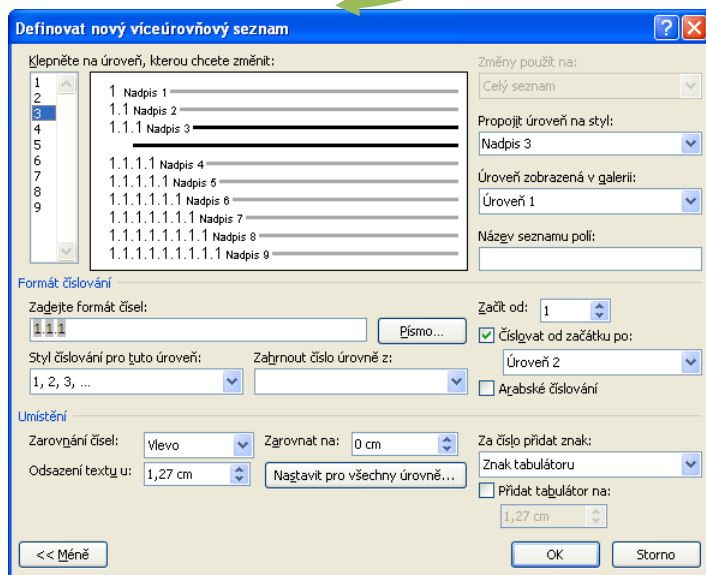 Definovat nový víceúrovňový seznam
Klepněte na úroveň, kterou chcete změnit:
1
2
3
4
5
6
7
8
9
1 Nadpis 1
1.1 Nadpis 2
1.1.1 Nadpis 3
1.1.1.1 Nadpis 4
1.1.1.1.1 Nadpis 5
1.1.1.1.1.1 Nadpis 6
1.1.1.1.1.1.1 Nadpis 7
1.1.1.1.1.1.1.1 Nadpis 8
1.1.1.1.1.1.1.1.1 Nadpis 9
Změny použít na:
Celý seznam
Propojit úroveň na styl:
Nadpis 3
Úroveň zobrazená v galerii:
Úroveň 1
Název seznamu polí:
Formát číslování
Zadejte formát čísel:
1.1.1
Písmo...
Styl číslování pro tuto úroveň:
1, 2, 3, ...
Zahrnout číslo úrovně z:
Začít od: 1
Číslovat od začátku po:
Úroveň 2
Arabské číslování
Umístění
Zarovnání čísel: Vlevo
Zarovnat na: 0 cm
Odsazení textu u: 1,27 cm
Nastavit pro všechny úrovně...
Za číslo přidat znak:
Znak tabulátoru
Přidat tabulátor na:
1,27 cm
<< Méně
OK
Storno